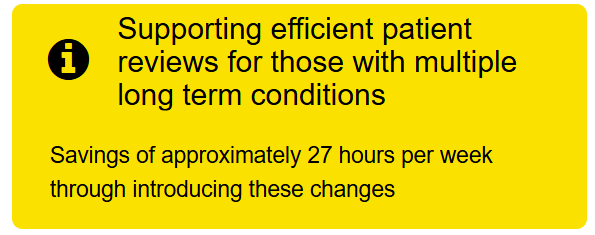 Supporting efficient patient
reviews for those with multiple
long term conditions
Savings of approximately 27 hours per week
through introducing these changes